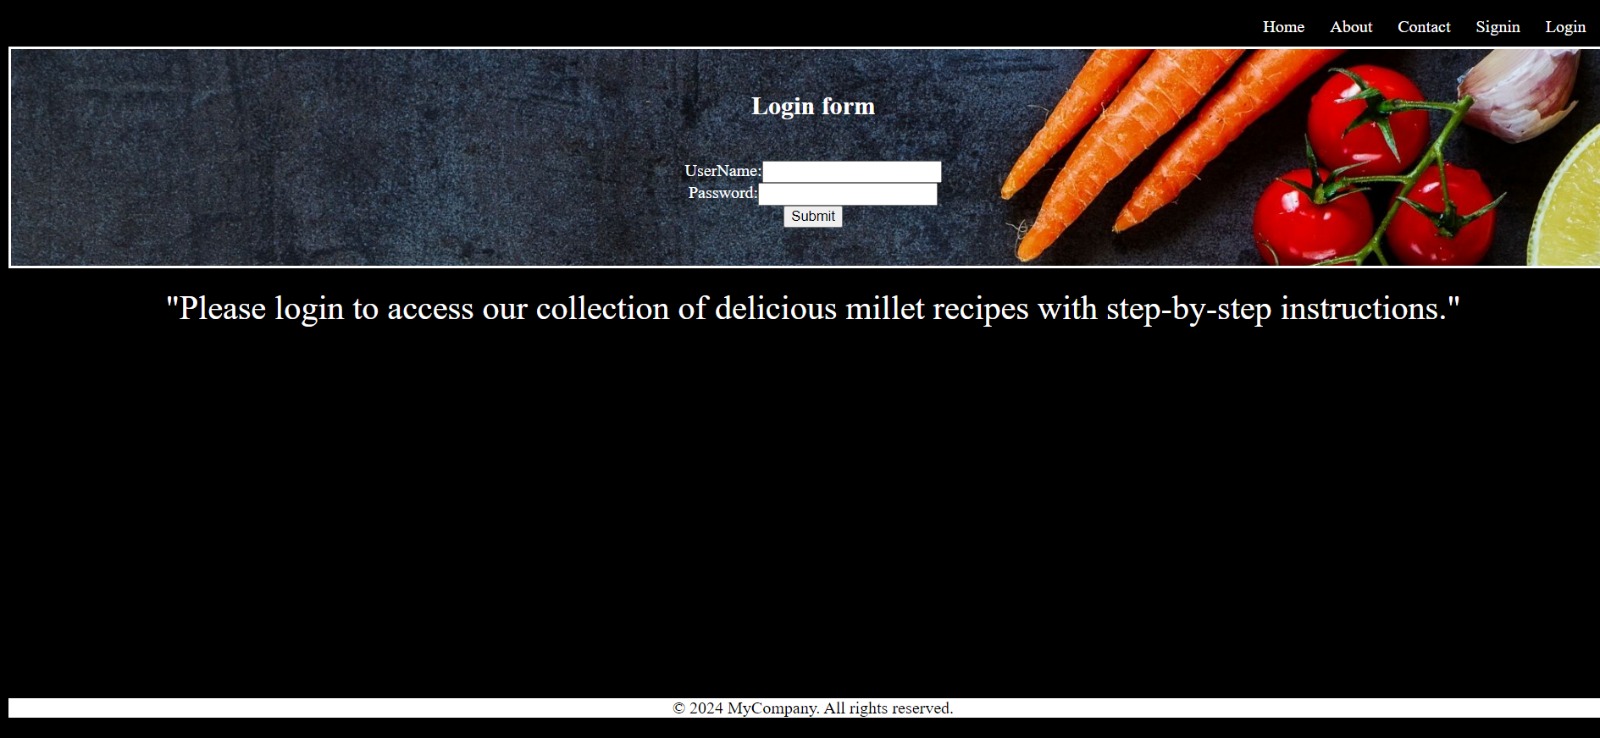 Home About Contact Signin Login
Login form
UserName:
Password:
Submit
"Please login to access our collection of delicious millet recipes with step-by-step instructions."
© 2024 MyCompany. All rights reserved.